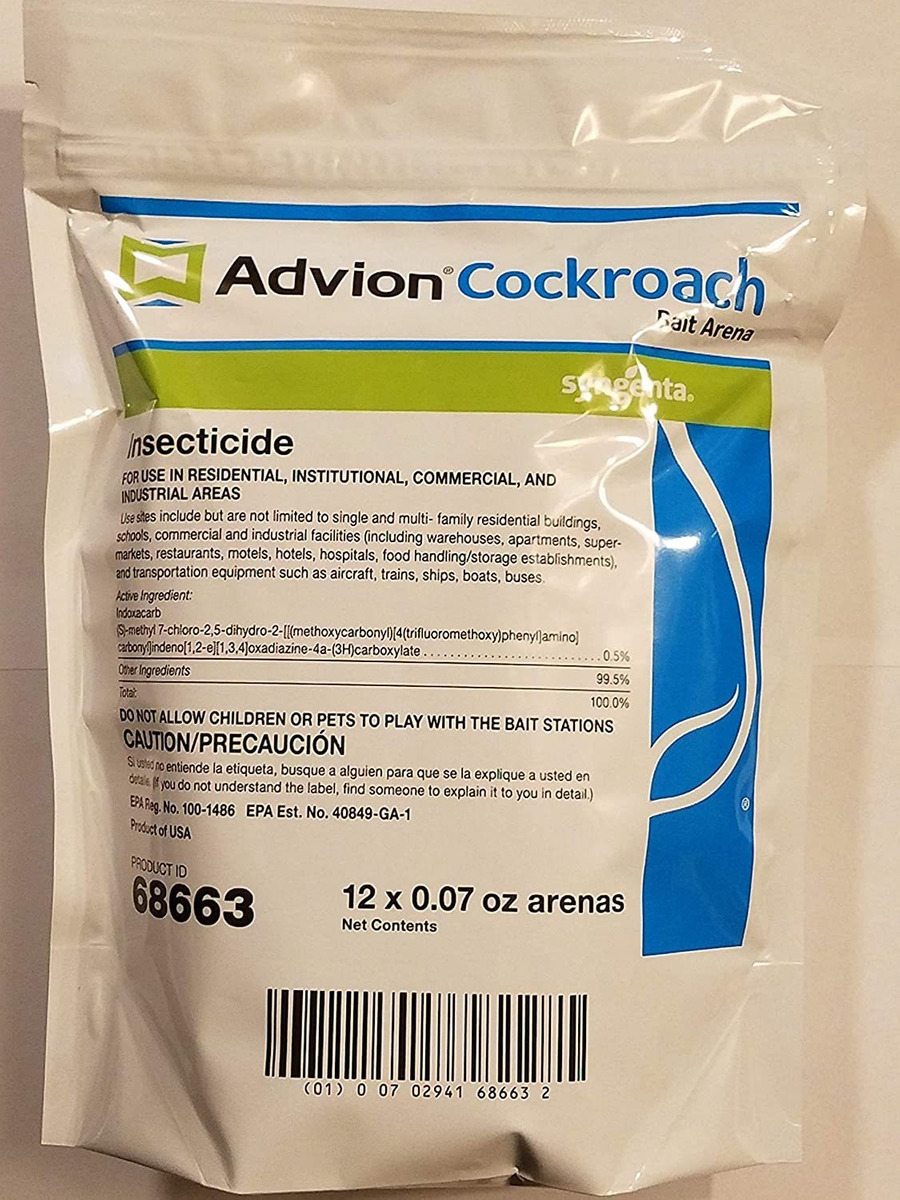 Advion® Cockroach
Bait Arena
syngenta®
Insecticide
FOR USE IN RESIDENTIAL, INSTITUTIONAL, COMMERCIAL, AND
INDUSTRIAL AREAS
Use sites include but are not limited to single and multi- family residential buildings,
schools, commercial and industrial facilities (including warehouses, apartments, super-
markets, restaurants, motels, hotels, hospitals, food handling/storage establishments),
and transportation equipment such as aircraft, trains, ships, boats, buses.
Active Ingredient:
Indoxacarb
(S)-methyl 7-chloro-2,5-dihydro-2-[[(methoxycarbonyl)[4(trifluoromethoxy)phenyl]amino]
carbonyl]indeno[1,2-e][1,3,4]oxadiazine-4a-(3H)carboxylate . . . . . . . . . . . . . . . . . . . . . . . . . . 0.5%
Other Ingredients 99.5%
Total: 100.0%
DO NOT ALLOW CHILDREN OR PETS TO PLAY WITH THE BAIT STATIONS
CAUTION/PRECAUCIÓN
Si usted no entiende la etiqueta, busque a alguien para que se la explique a usted en
detalle. (If you do not understand the label, find someone to explain it to you in detail.)
EPA Reg. No. 100-1486 EPA Est. No. 40849-GA-1
Product of USA
®
PRODUCT ID
68663
12 x 0.07 oz arenas
Net Contents
(01) 0 07 02941 68663 2